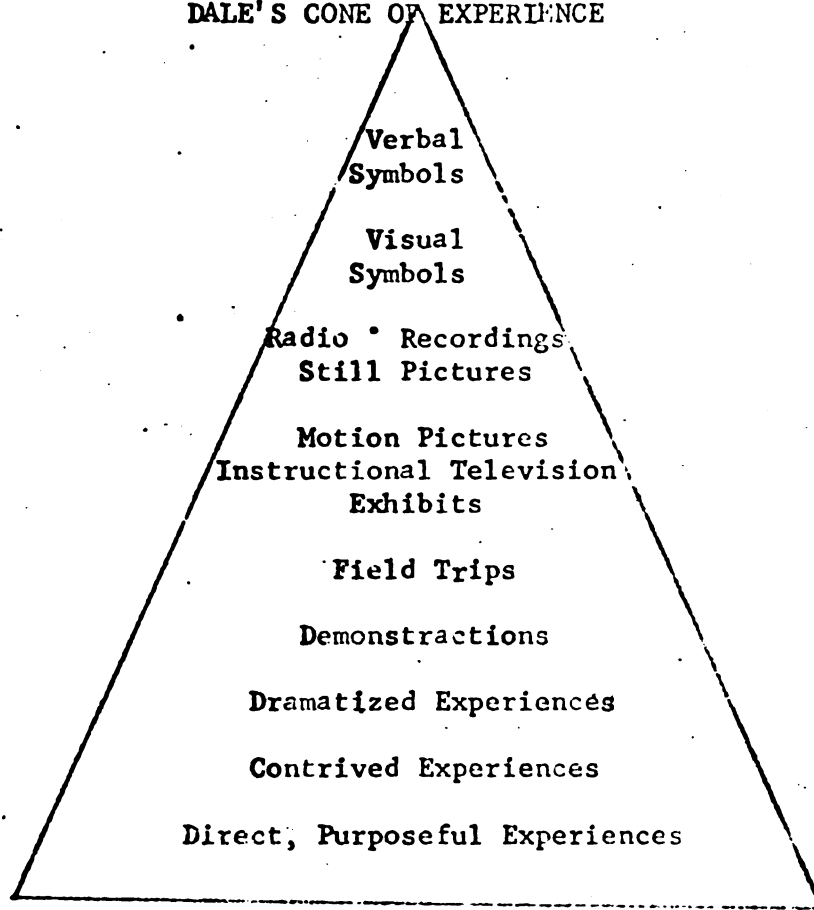 DALE'S CONE OF EXPERIENCE
Verbal
Symbols
Visual
Symbols
Radio • Recordings
Still Pictures
Motion Pictures
Instructional Television
Exhibits
Field Trips
Demonstractions
Dramatized Experiences
Contrived Experiences
Direct, Purposeful Experiences